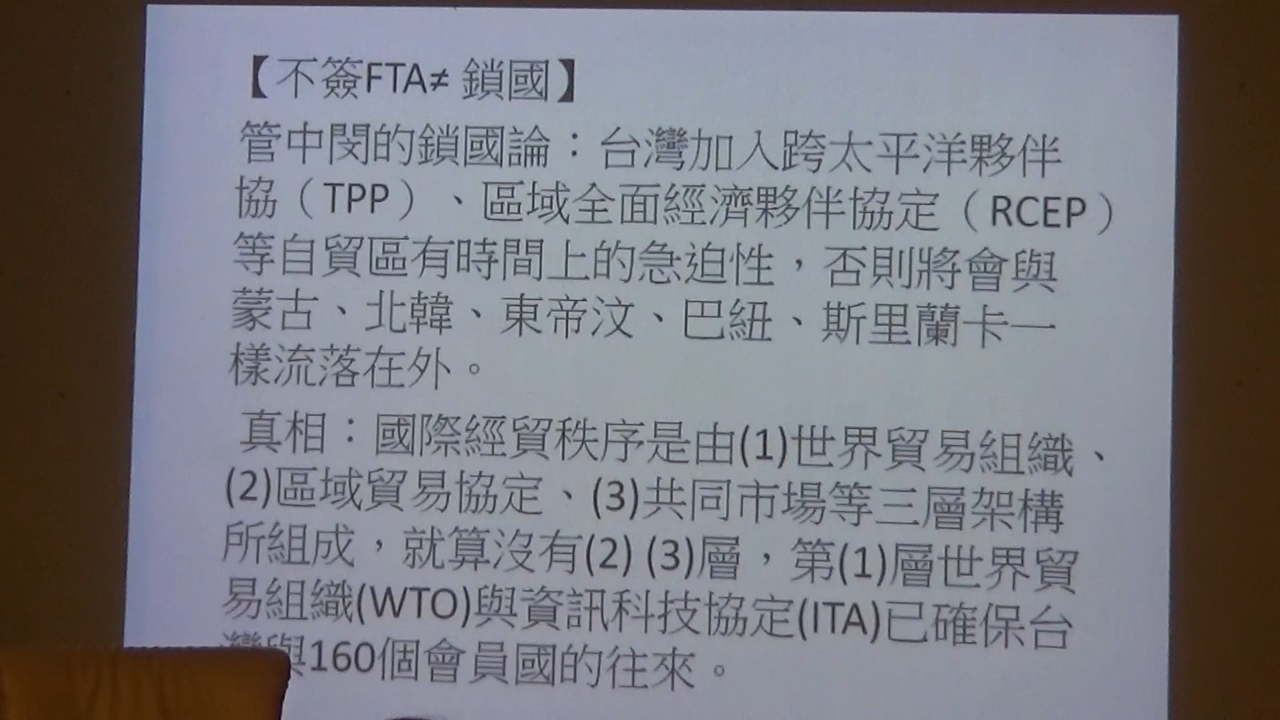 【不簽FTA≠ 鎖國】
管中閔的鎖國論：台灣加入跨太平洋夥伴
協（TPP）、區域全面經濟夥伴協定（RCEP）
等自貿區有時間上的急迫性，否則將會與
蒙古、北韓、東帝汶、巴紐、斯里蘭卡一
樣流落在外。
真相：國際經貿秩序是由(1)世界貿易組織、
(2)區域貿易協定、(3)共同市場等三層架構
所組成，就算沒有(2) (3)層，第(1)層世界貿
易組織(WTO)與資訊科技協定(ITA)已確保台
灣與160個會員國的往來。